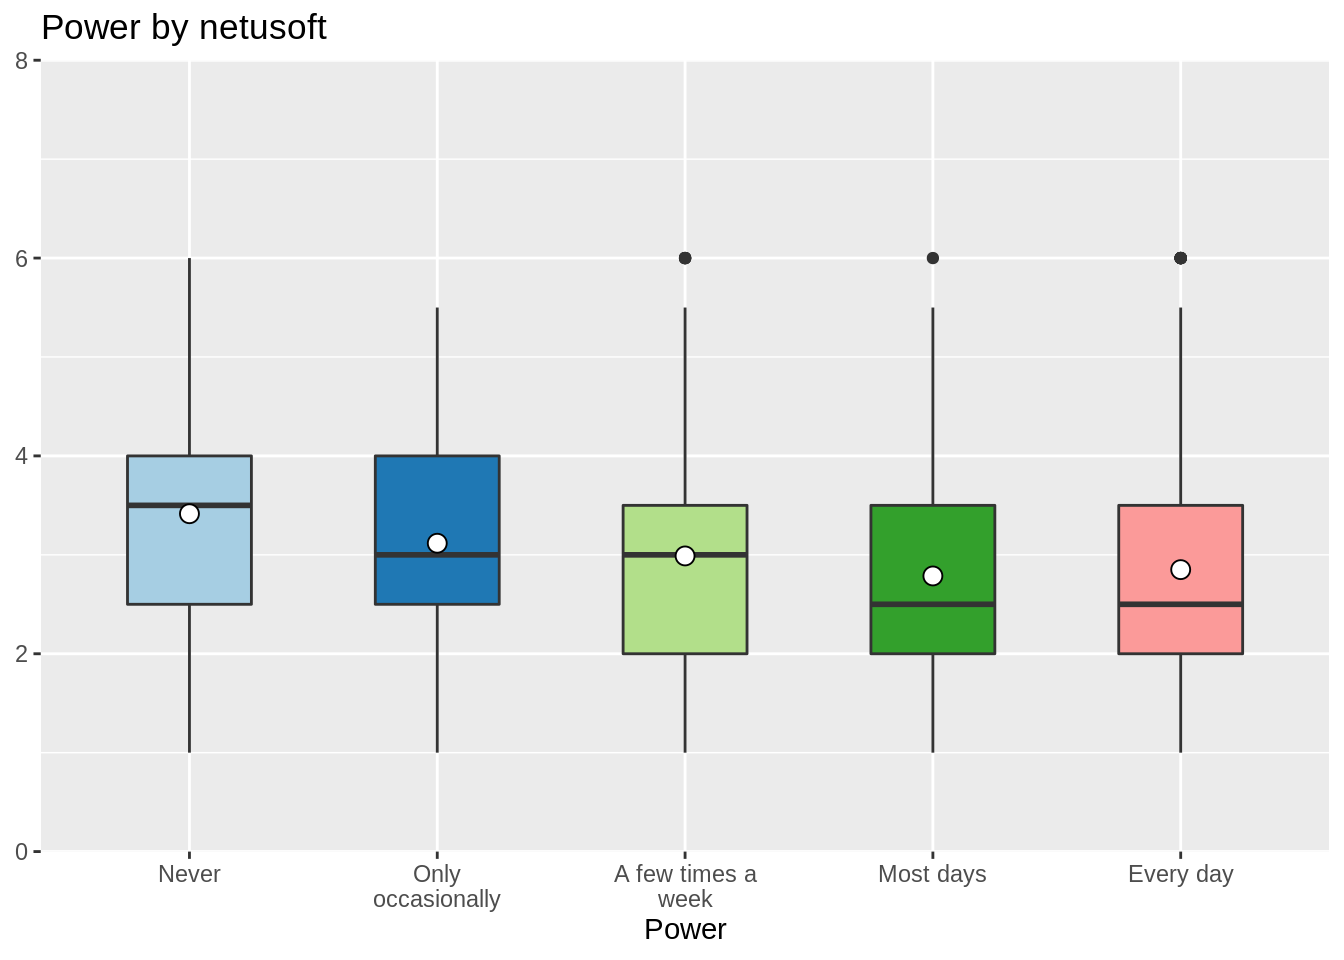 Power by netusoft
8
6
4
2
0
Never
Only
occasionally
A few times a
week
Most days
Every day
Power